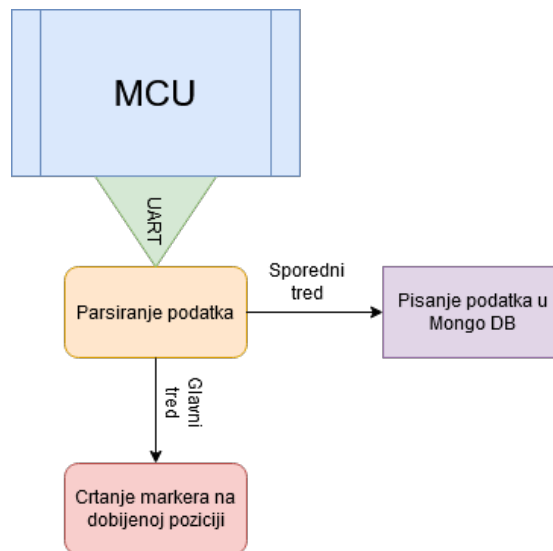 MCU
UART
Parsiranje podatka
Sporedni
tred
Pisanje podatka u
Mongo DB
Glavni
tred
Crtanje markera na
dobijenoj poziciji